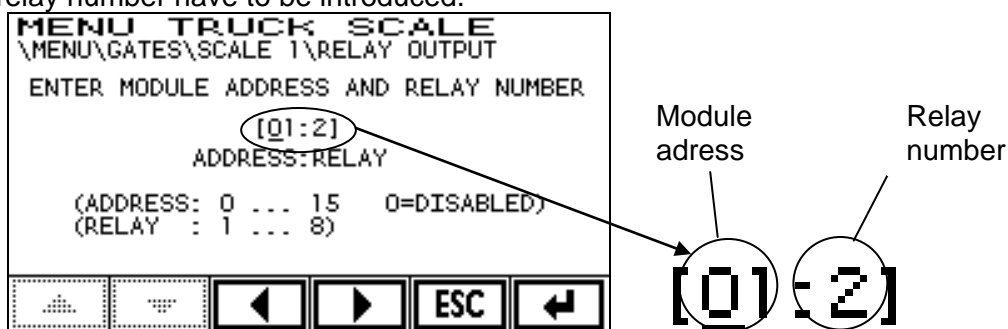 relay number have to be introduced.
MENU TRUCK SCALE
\MENU\GATES\SCALE 1\RELAY OUTPUT
ENTER MODULE ADDRESS AND RELAY NUMBER
[01:2]
ADDRESS:RELAY
(ADDRESS: 0 ... 15 0=DISABLED)
(RELAY : 1 ... 8)
ESC
Module
adress
Relay
number
[01:2]